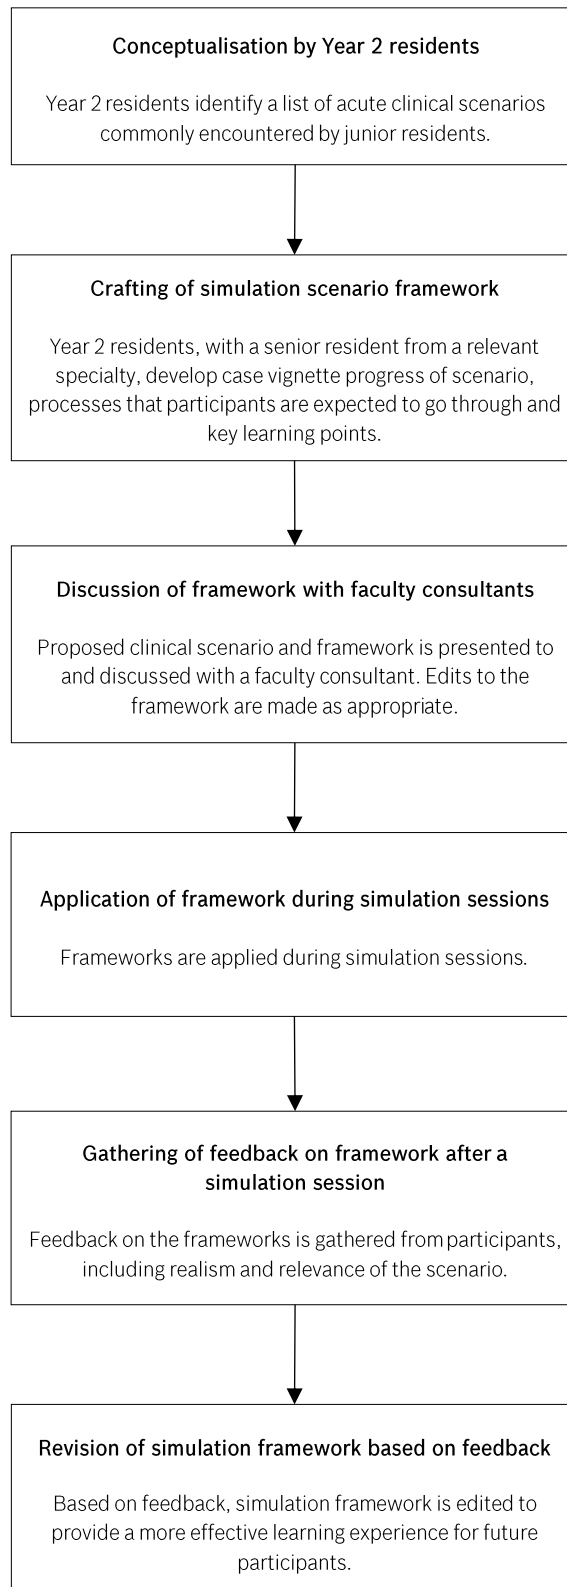 Conceptualisation by Year 2 residents
Year 2 residents identify a list of acute clinical scenarios
commonly encountered by junior residents.
Crafting of simulation scenario framework
Year 2 residents, with a senior resident from a relevant
specialty, develop case vignette progress of scenario,
processes that participants are expected to go through and
key learning points.
Discussion of framework with faculty consultants
Proposed clinical scenario and framework is presented to
and discussed with a faculty consultant. Edits to the
framework are made as appropriate.
Application of framework during simulation sessions
Frameworks are applied during simulation sessions.
Gathering of feedback on framework after a
simulation session
Feedback on the frameworks is gathered from participants,
including realism and relevance of the scenario.
Revision of simulation framework based on feedback
Based on feedback, simulation framework is edited to
provide a more effective learning experience for future
participants.